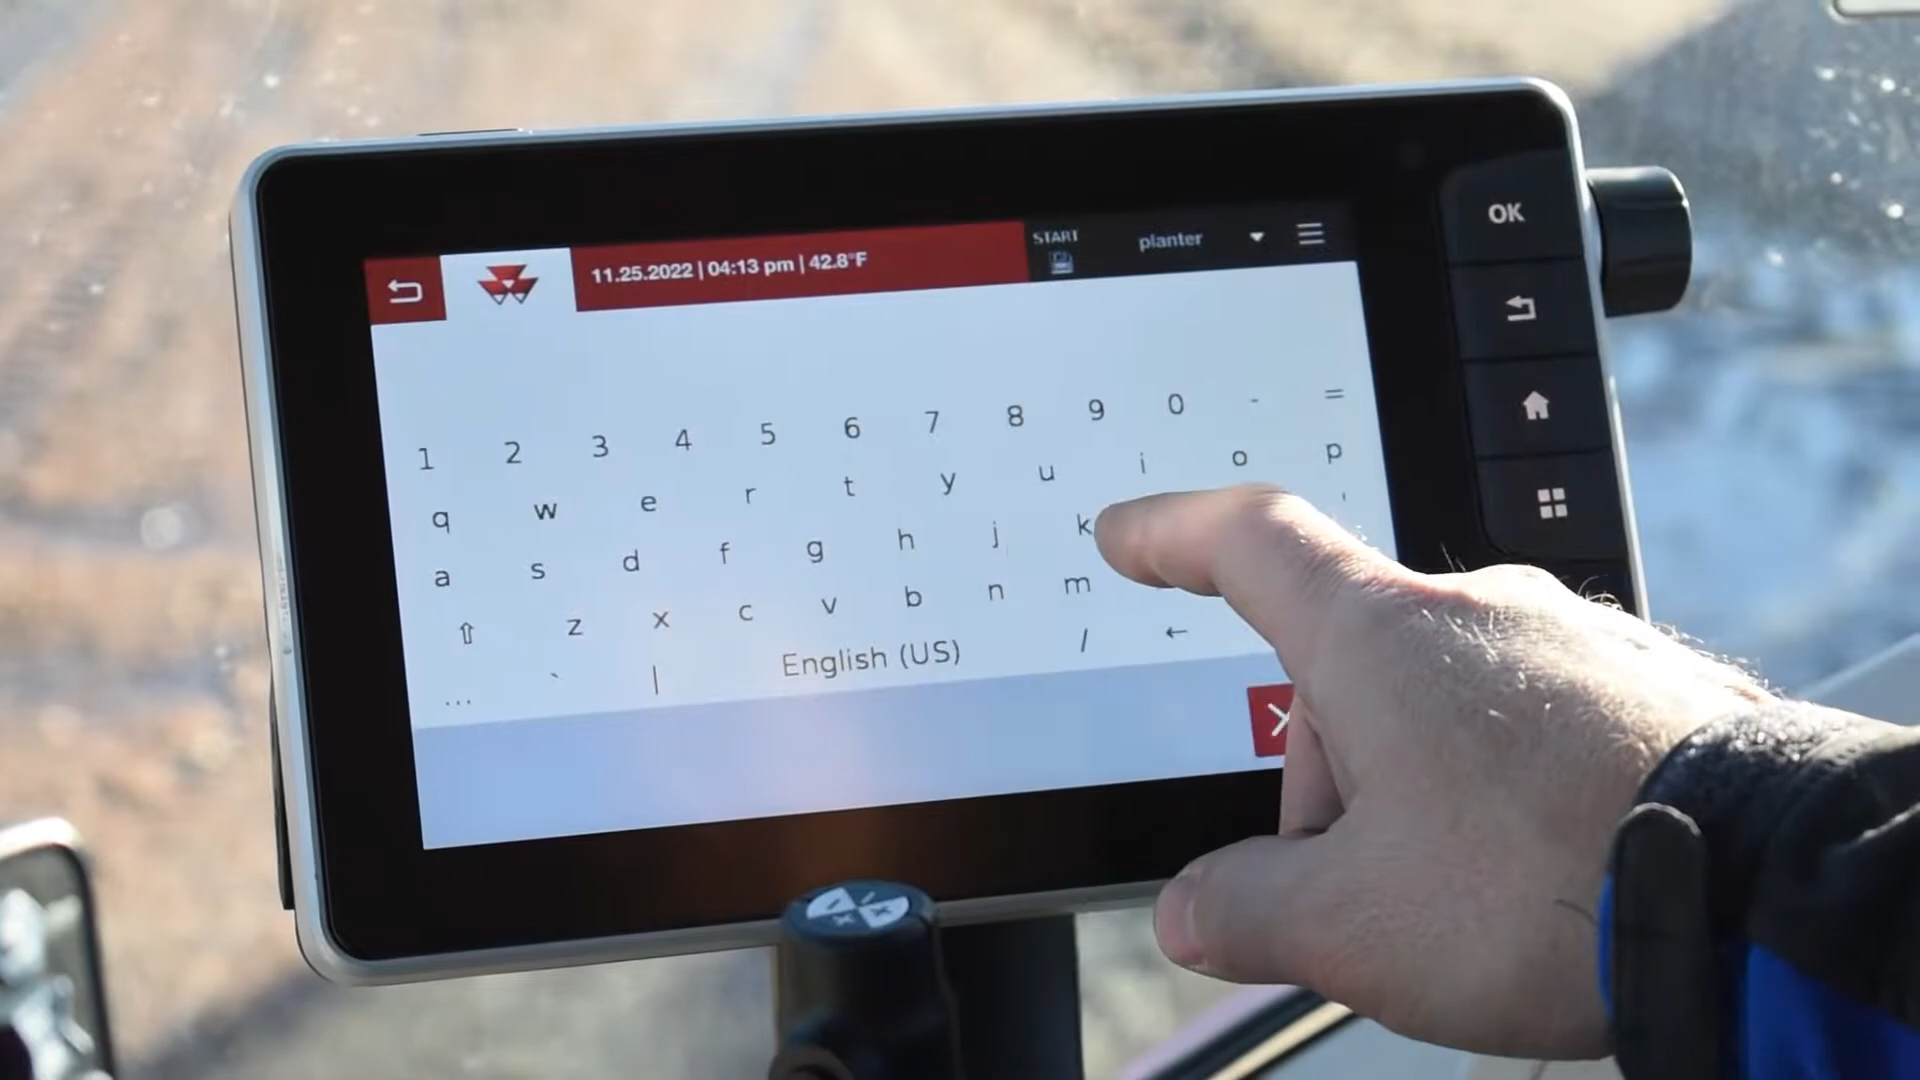 11.25.2022 | 04:13 pm | 42.8°F
START
planter
OK
1 2 3 4 5 6 7 8 9 0 - =
q w e r t y u i o p
a s d f g h j k '
⇧ z x c v b n m
... ` | English (US) / ←